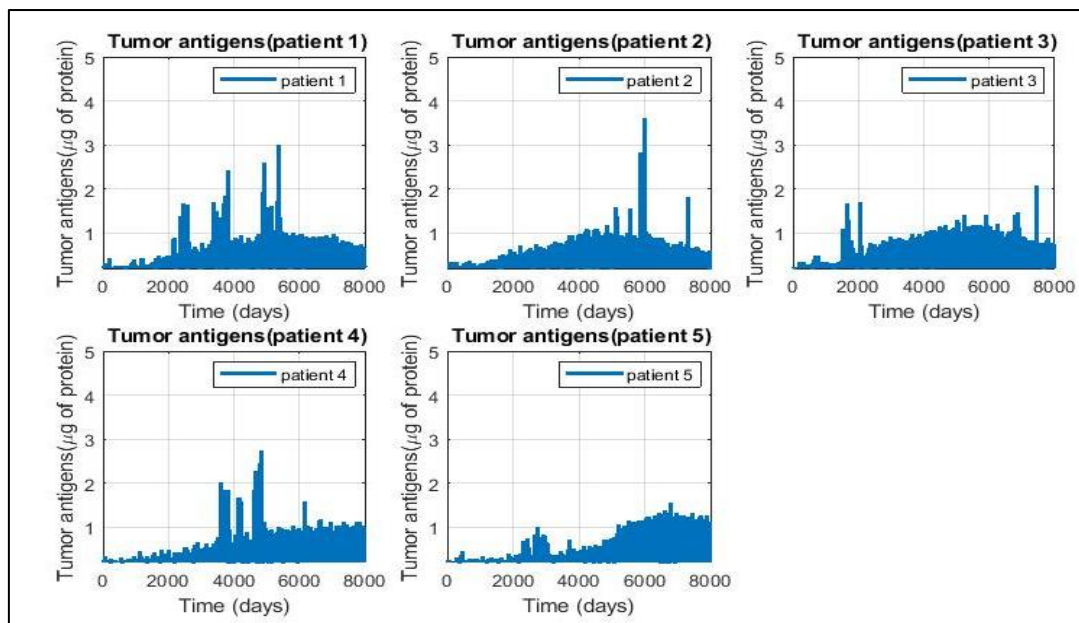 Tumor antigens(patient 1)
Tumor antigens(μg of protein)
5
4
3
2
1
patient 1
0 2000 4000 6000 8000
Time (days)
Tumor antigens(patient 2)
Tumor antigens(μg of protein)
5
4
3
2
1
patient 2
0 2000 4000 6000 8000
Time (days)
Tumor antigens(patient 3)
Tumor antigens(μg of protein)
5
4
3
2
1
patient 3
0 2000 4000 6000 8000
Time (days)
Tumor antigens(patient 4)
Tumor antigens(μg of protein)
5
4
3
2
1
patient 4
0 2000 4000 6000 8000
Time (days)
Tumor antigens(patient 5)
Tumor antigens(μg of protein)
5
4
3
2
1
patient 5
0 2000 4000 6000 8000
Time (days)